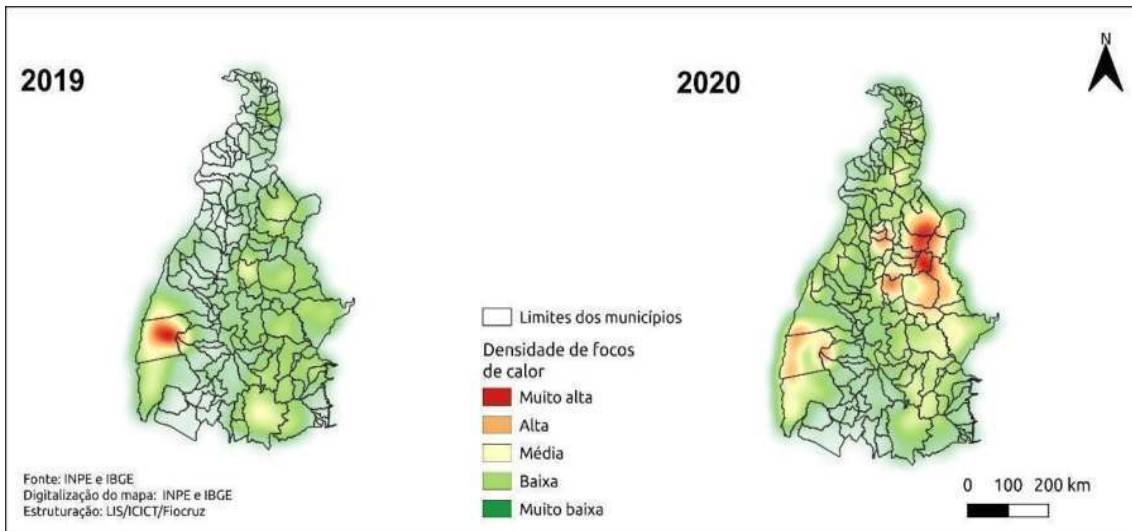 2019
2020
N
Limites dos municípios
Densidade de focos
de calor
Muito alta
Alta
Média
Baixa
Muito baixa
Fonte: INPE e IBGE
Digitalização do mapa: INPE e IBGE
Estruturação: LIS/ICICT/Fiocruz
0 100 200 km